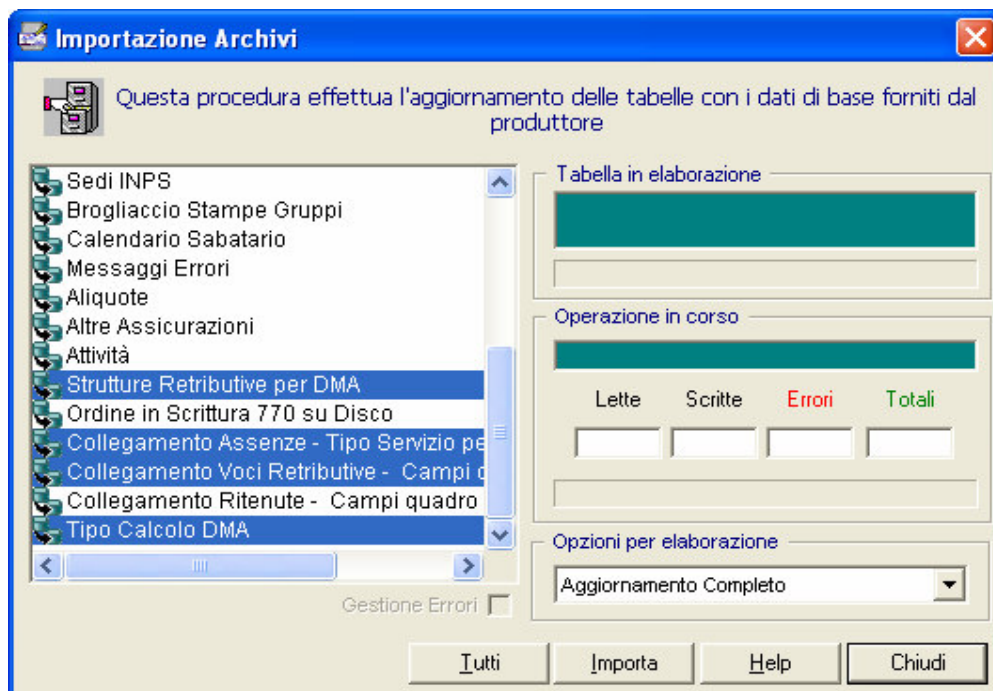 Importazione Archivi
Questa procedura effettua l'aggiornamento delle tabelle con i dati di base forniti dal
produttore
Sedi INPS
Brogliaccio Stampe Gruppi
Calendario Sabatario
Messaggi Errori
Aliquote
Altre Assicurazioni
Attività
Strutture Retributive per DMA
Ordine in Scrittura 770 su Disco
Collegamento Assenze - Tipo Servizio pe
Collegamento Voci Retributive - Campi
Collegamento Ritenute - Campi quadro
Tipo Calcolo DMA
Gestione Errori
Tabella in elaborazione
Operazione in corso
Lette Scritte Errori Totali
Opzioni per elaborazione
Aggiornamento Completo
Tutti Importa Help Chiudi